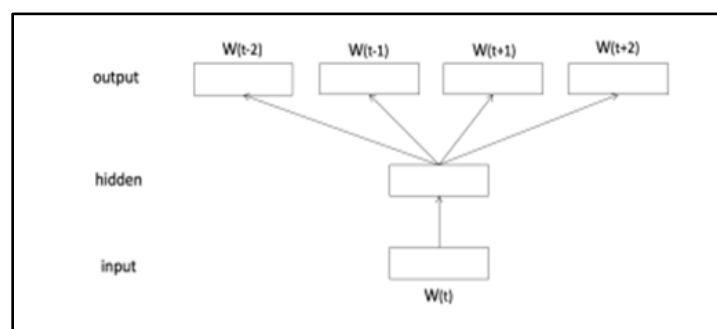 W(t-2) W(t-1) W(t+1) W(t+2)
output
hidden
input
W(t)